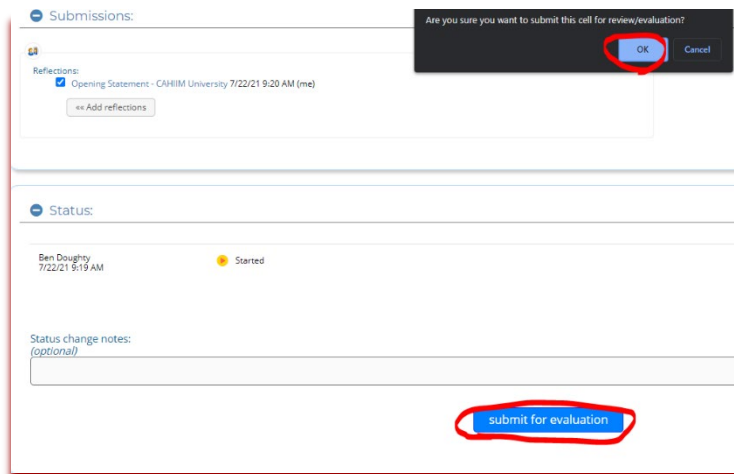 Submissions:
Are you sure you want to submit this cell for review/evaluation?
OK Cancel
Reflections:
Opening Statement - CAHIIM University 7/22/21 9:20 AM (me)
<< Add reflections
Status:
Ben Doughty
7/22/21 9:19 AM
Started
Status change notes:
(optional)
submit for evaluation